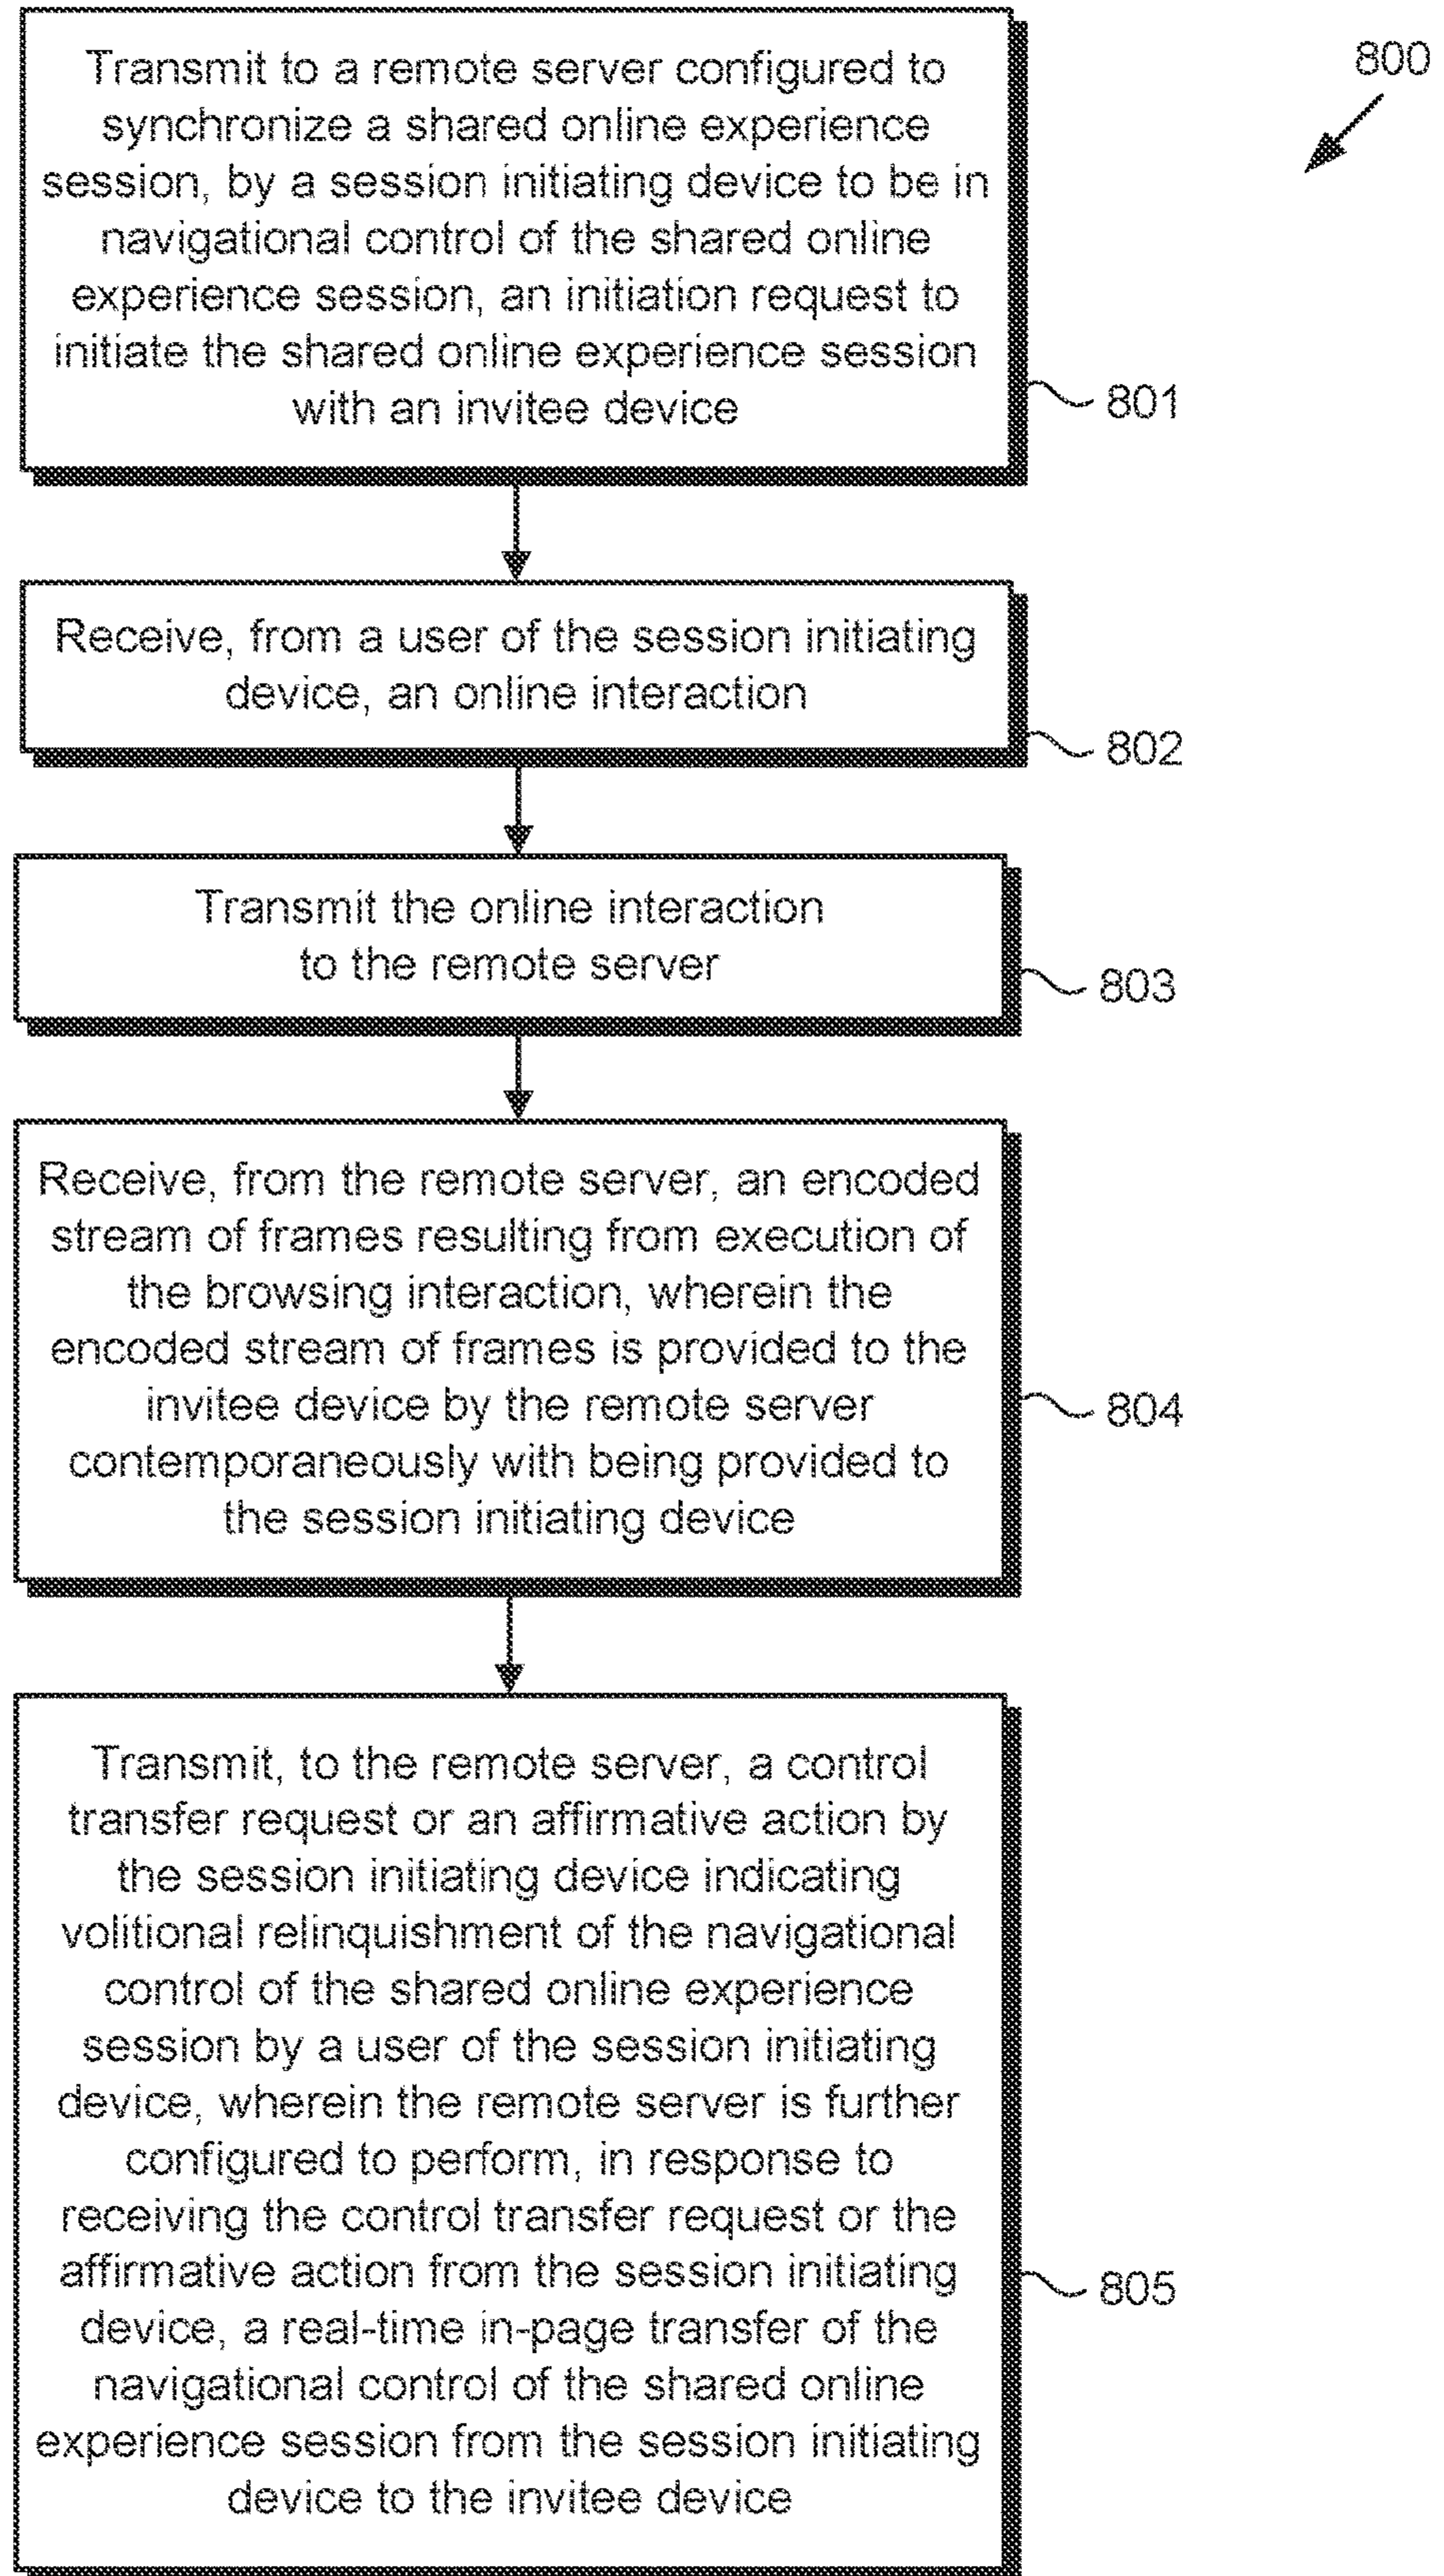 800
Transmit to a remote server configured to
synchronize a shared online experience
session, by a session initiating device to be in
navigational control of the shared online
experience session, an initiation request to
initiate the shared online experience session
with an invitee device
801
Receive, from a user of the session initiating
device, an online interaction
802
Transmit the online interaction
to the remote server
803
Receive, from the remote server, an encoded
stream of frames resulting from execution of
the browsing interaction, wherein the
encoded stream of frames is provided to the
invitee device by the remote server
contemporaneously with being provided to
the session initiating device
804
Transmit, to the remote server, a control
transfer request or an affirmative action by
the session initiating device indicating
volitional relinquishment of the navigational
control of the shared online experience
session by a user of the session initiating
device, wherein the remote server is further
configured to perform, in response to
receiving the control transfer request or the
affirmative action from the session initiating
device, a real-time in-page transfer of the
navigational control of the shared online
experience session from the session initiating
device to the invitee device
805